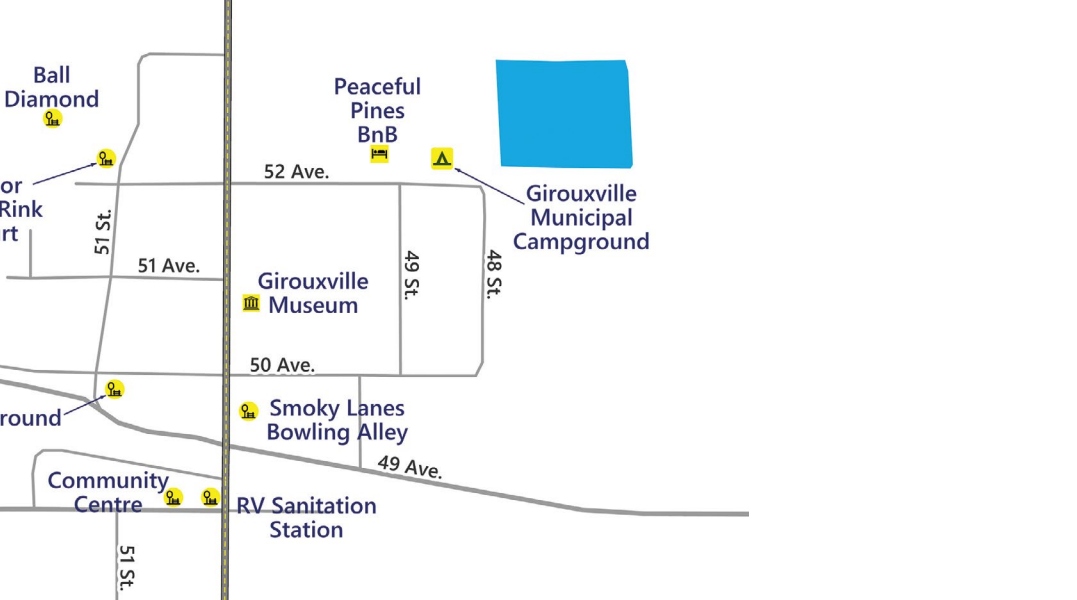 Ball
Diamond
Peaceful
Pines
BnB
52 Ave.
Girouxville
Municipal
Campground
or
Rink
rt
51 St.
51 Ave.
49 St.
48 St.
Girouxville
Museum
50 Ave.
round
Smoky Lanes
Bowling Alley
49 Ave.
Community
Centre
RV Sanitation
Station
51 St.